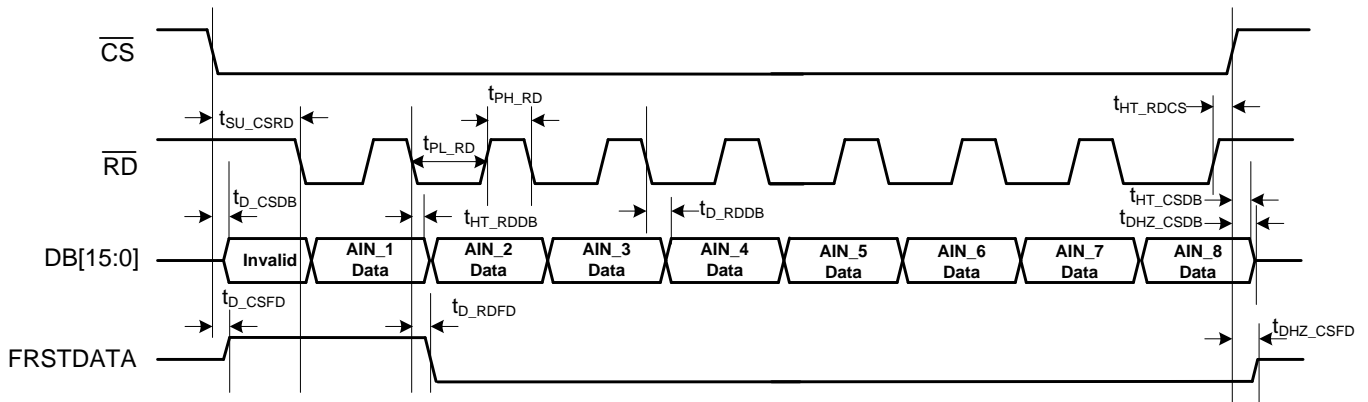 CS
tPH_RD
tHT_RDCS
tSU_CSRD
tPL_RD
RD
tD_CSDB
tHT_RDDB
tD_RDDB
tHT_CSDB
tDHZ_CSDB
DB[15:0]
Invalid
AIN_1
Data
AIN_2
Data
AIN_3
Data
AIN_4
Data
AIN_5
Data
AIN_6
Data
AIN_7
Data
AIN_8
Data
tD_CSFD
tD_RDFD
tDHZ_CSFD
FRSTDATA